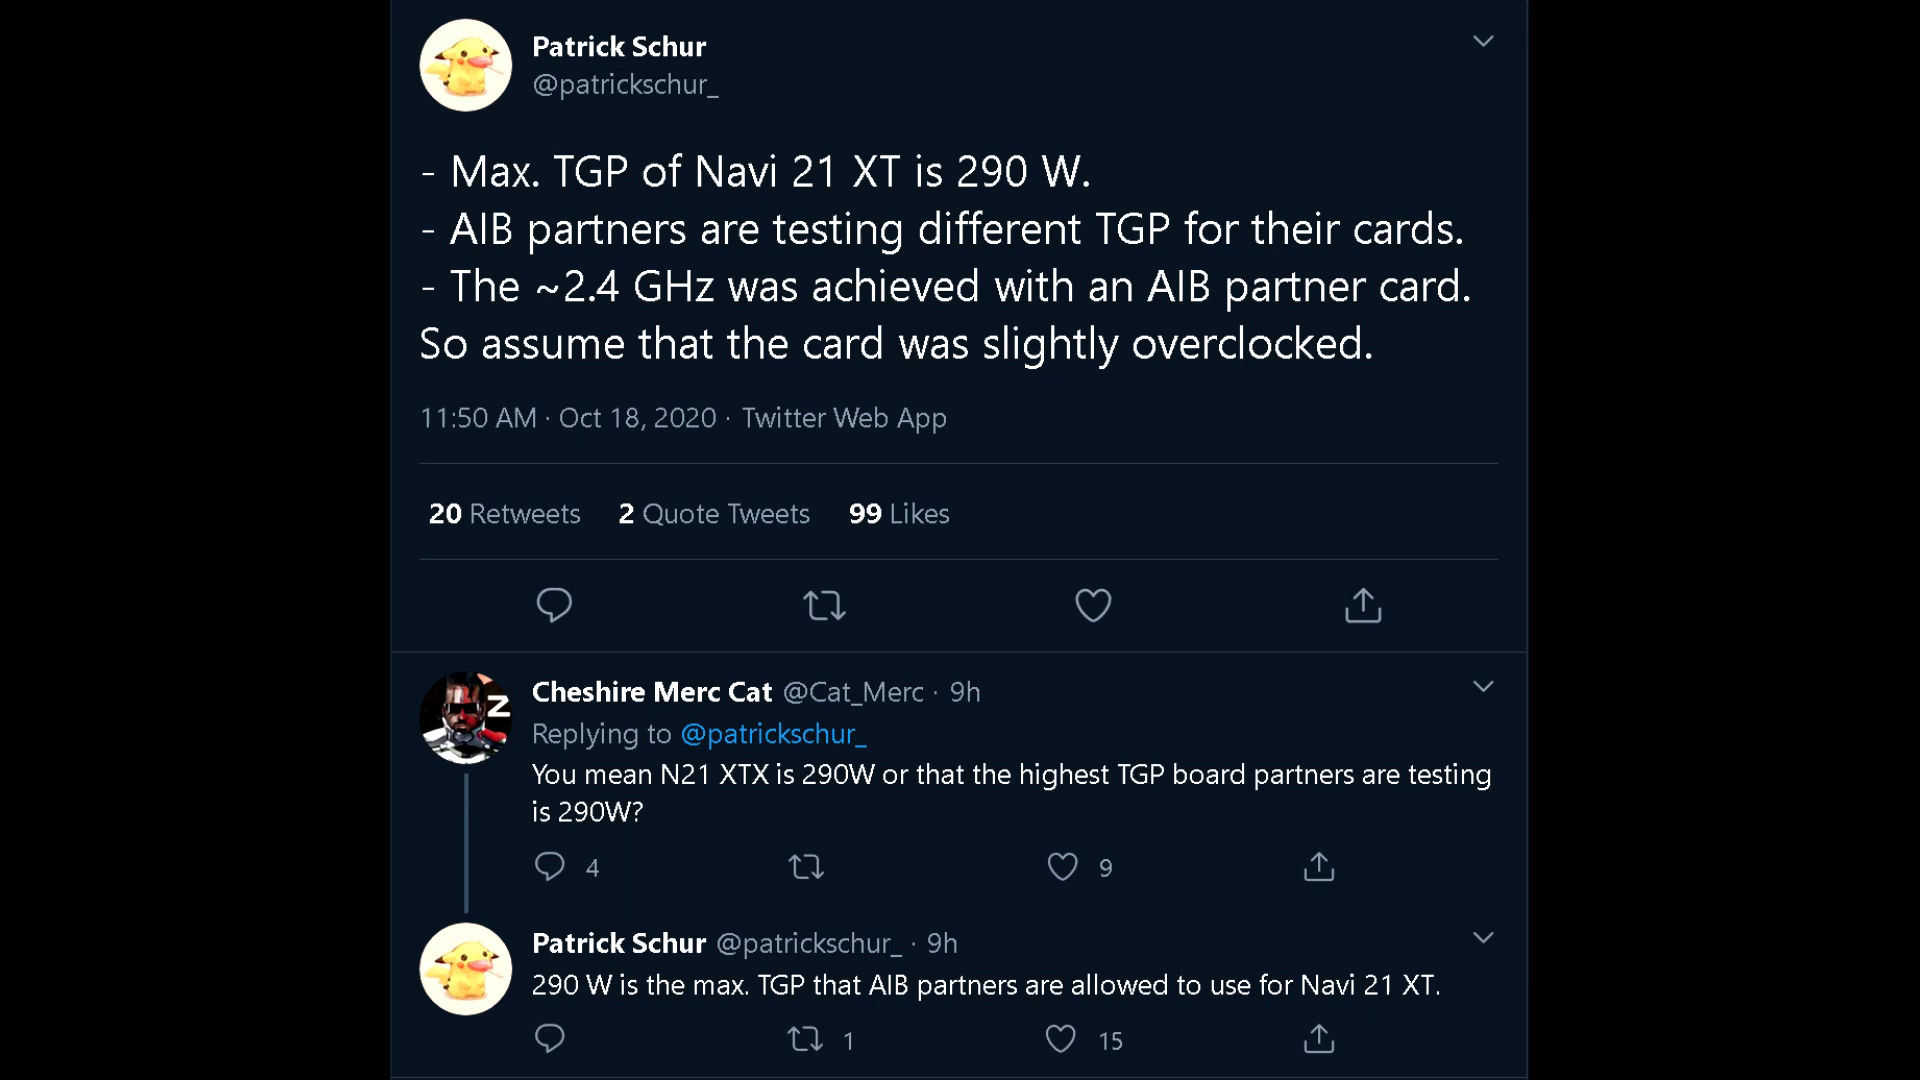 Patrick Schur
@patrickschur_
- Max. TGP of Navi 21 XT is 290 W.
- AIB partners are testing different TGP for their cards.
- The ~2.4 GHz was achieved with an AIB partner card.
So assume that the card was slightly overclocked.
11:50 AM · Oct 18, 2020 · Twitter Web App
20 Retweets 2 Quote Tweets 99 Likes
Cheshire Merc Cat @Cat_Merc · 9h
Replying to @patrickschur_
You mean N21 XTX is 290W or that the highest TGP board partners are testing
is 290W?
4 9
Patrick Schur @patrickschur_ · 9h
290 W is the max. TGP that AIB partners are allowed to use for Navi 21 XT.
1 15